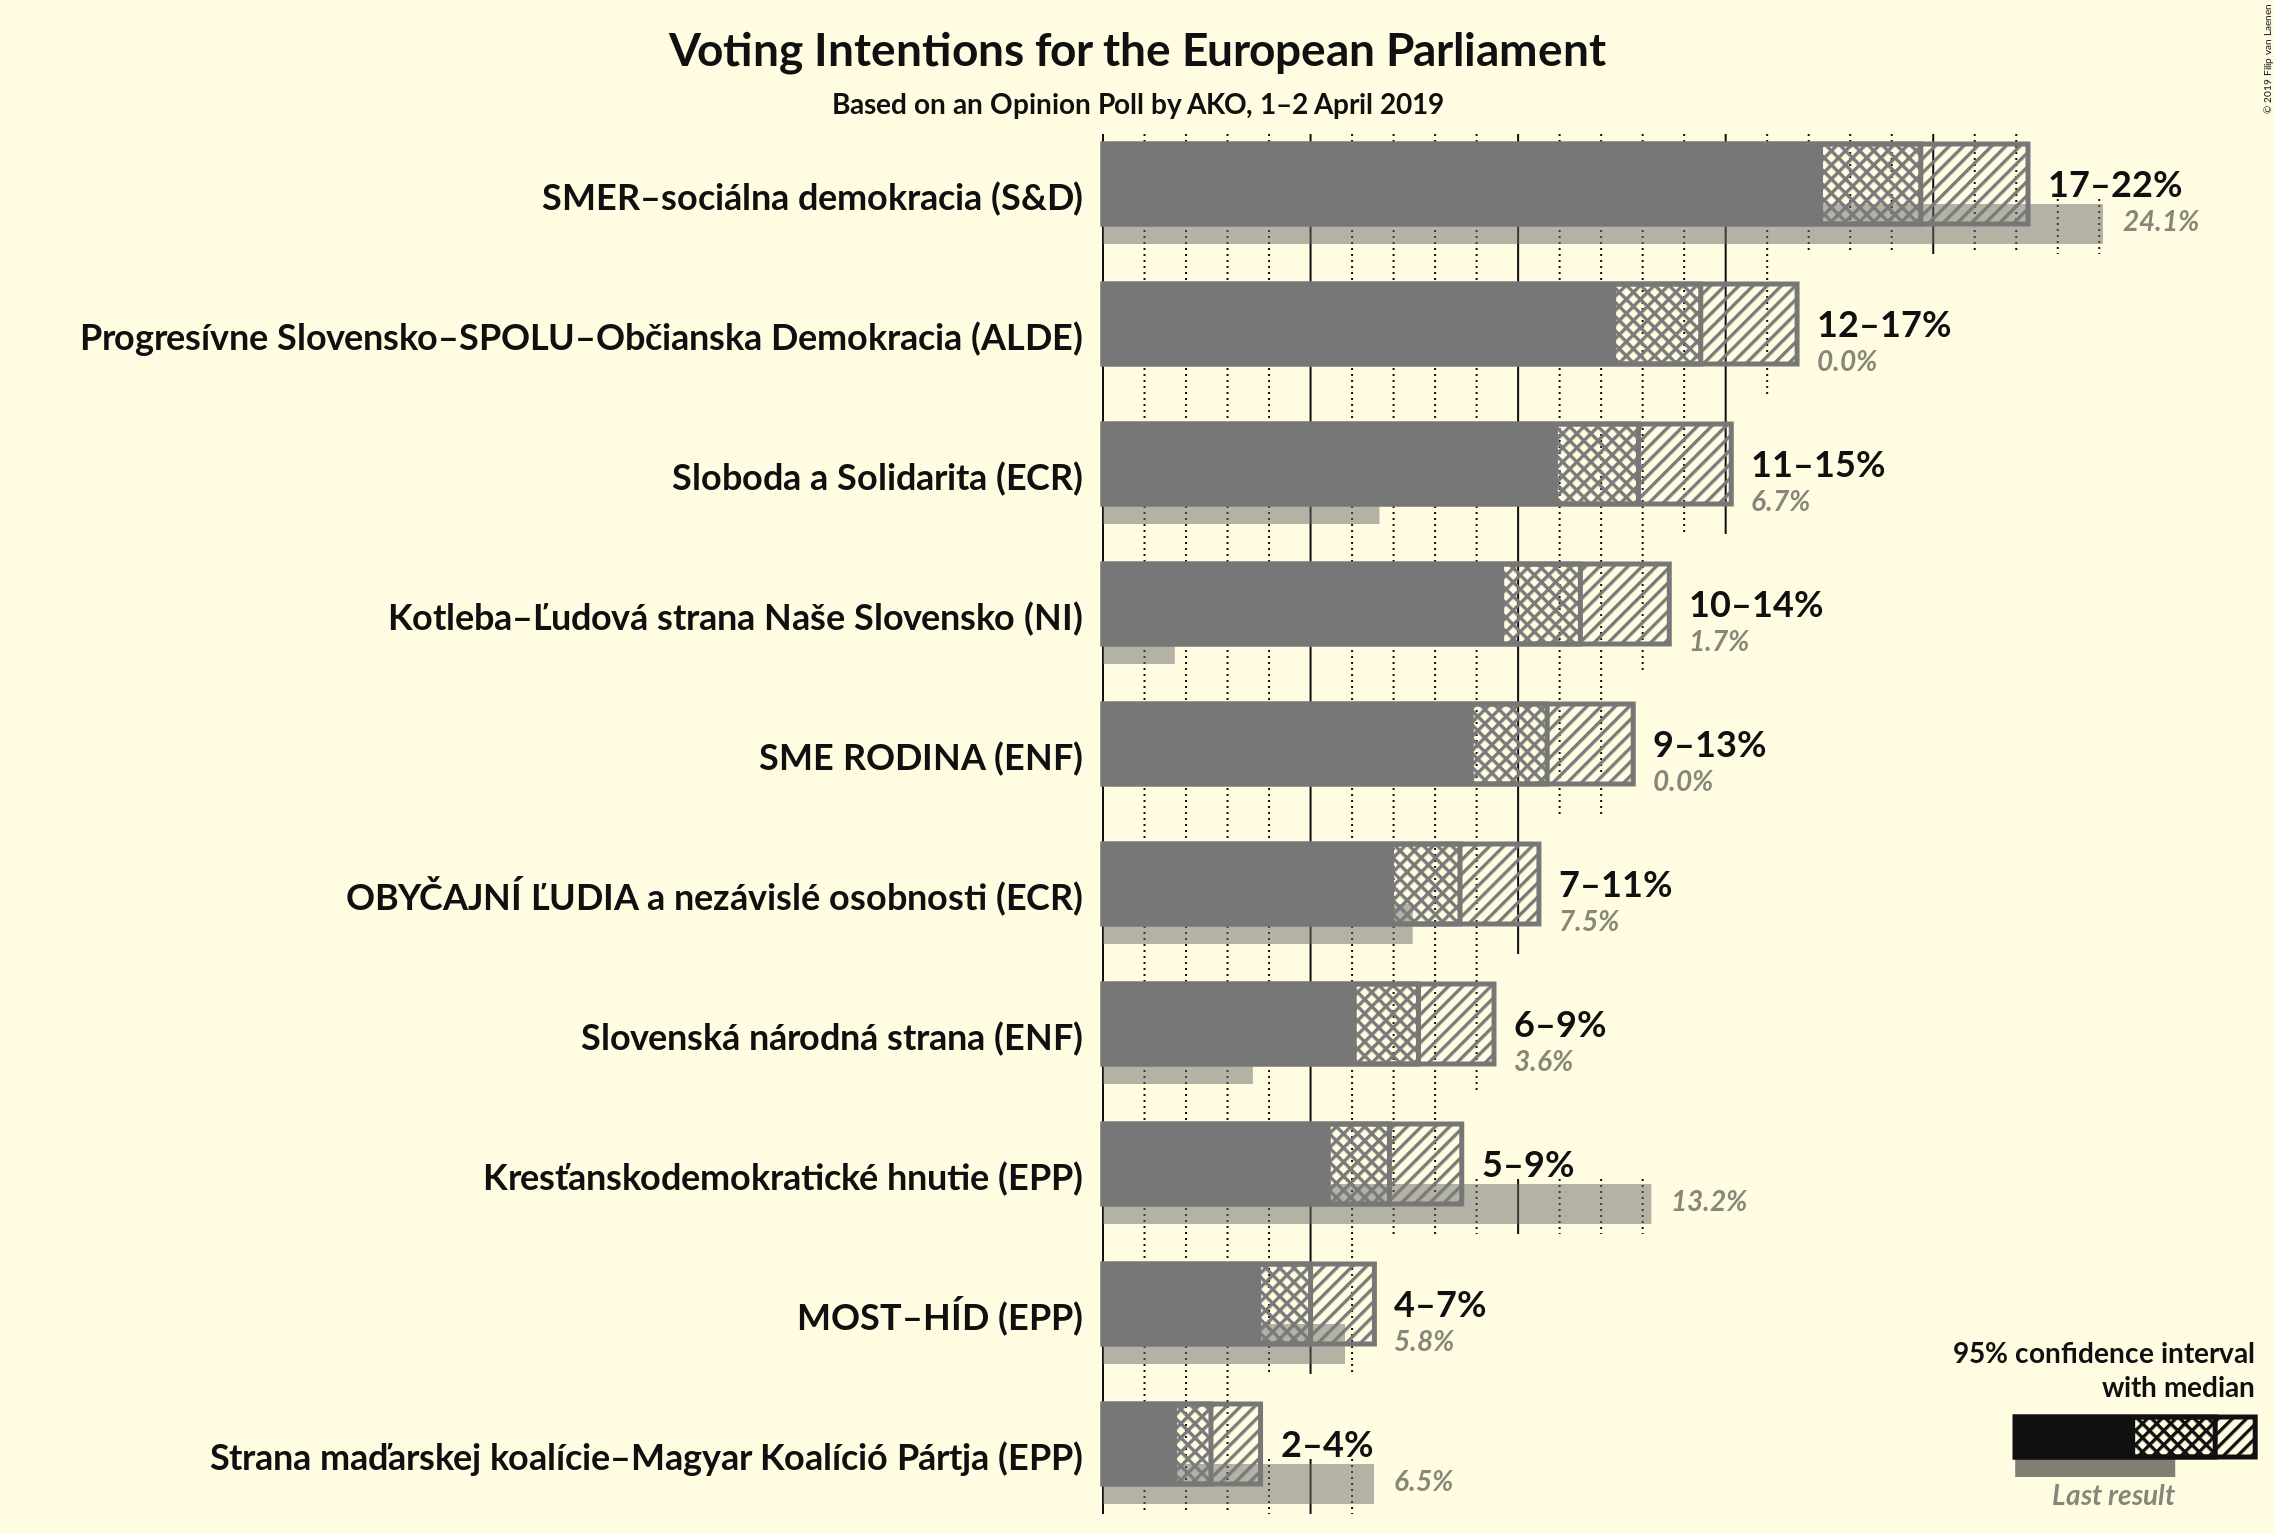 Voting Intentions for the European Parliament
Based on an Opinion Poll by AKO, 1–2 April 2019
© 2019 Filip van Laenen
SMER–sociálna demokracia (S&D)
17–22%
24.1%
Progresívne Slovensko–SPOLU–Občianska Demokracia (ALDE)
12–17%
0.0%
Sloboda a Solidarita (ECR)
11–15%
6.7%
Kotleba–Ľudová strana Naše Slovensko (NI)
10–14%
1.7%
SME RODINA (ENF)
9–13%
0.0%
OBYČAJNÍ ĽUDIA a nezávislé osobnosti (ECR)
7–11%
7.5%
Slovenská národná strana (ENF)
6–9%
3.6%
Kresťanskodemokratické hnutie (EPP)
5–9%
13.2%
MOST–HÍD (EPP)
4–7%
5.8%
Strana maďarskej koalície–Magyar Koalíció Pártja (EPP)
2–4%
6.5%
95% confidence interval
with median
Last result